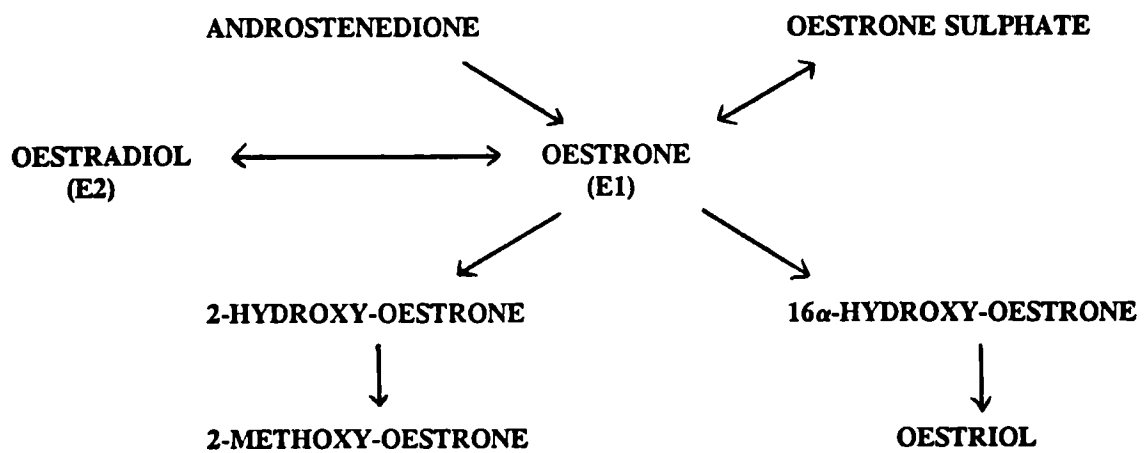 ANDROSTENEDIONE
OESTRONE SULPHATE
OESTRADIOL
(E2)
OESTRONE
(E1)
2-HYDROXY-OESTRONE
16α-HYDROXY-OESTRONE
2-METHOXY-OESTRONE
OESTRIOL